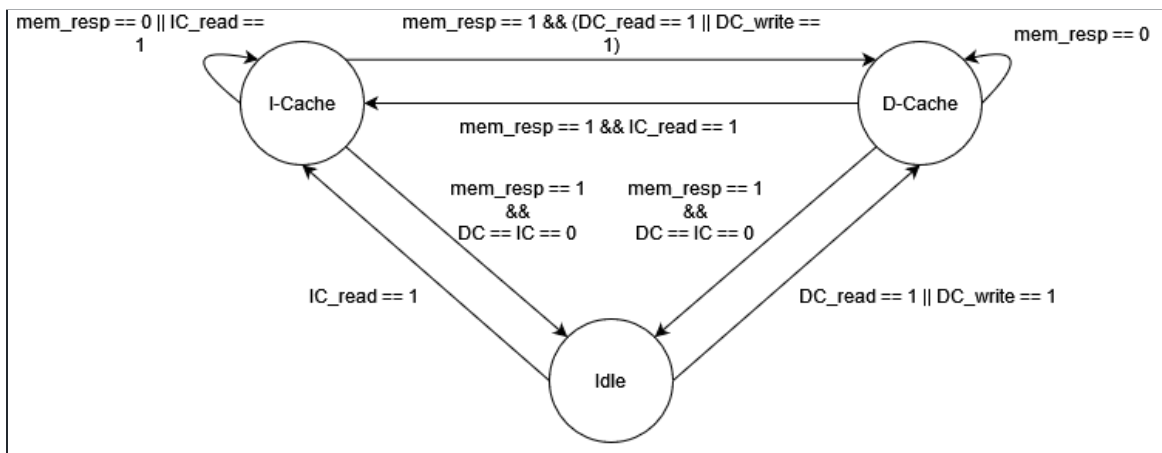 mem_resp == 0 || IC_read ==
1
mem_resp == 1 && (DC_read == 1 || DC_write ==
1)
mem_resp == 0
I-Cache
D-Cache
mem_resp == 1 && IC_read == 1
mem_resp == 1
&&
DC == IC == 0
mem_resp == 1
&&
DC == IC == 0
IC_read == 1
DC_read == 1 || DC_write == 1
Idle